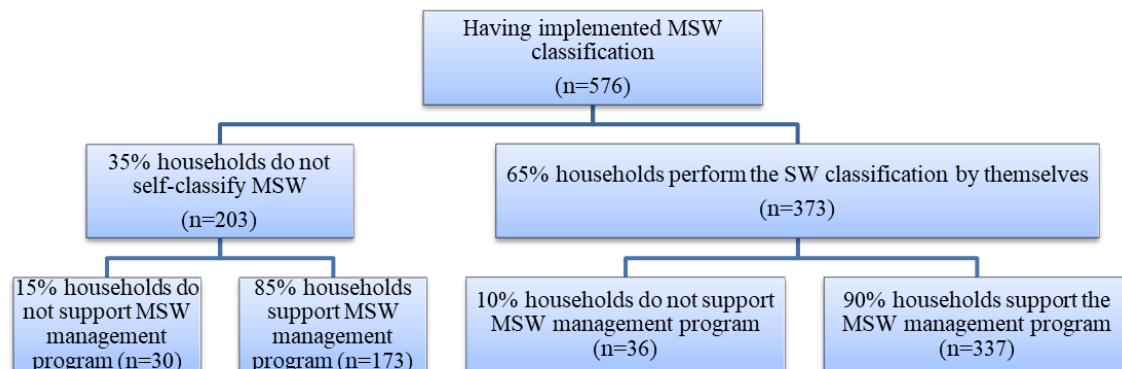 Having implemented MSW
classification
(n=576)
35% households do not
self-classify MSW
(n=203)
65% households perform the SW classification by themselves
(n=373)
15% households do
not support MSW
management
program (n=30)
85% households
support MSW
management
program (n=173)
10% households do not support
MSW management program
(n=36)
90% households support the
MSW management program
(n=337)